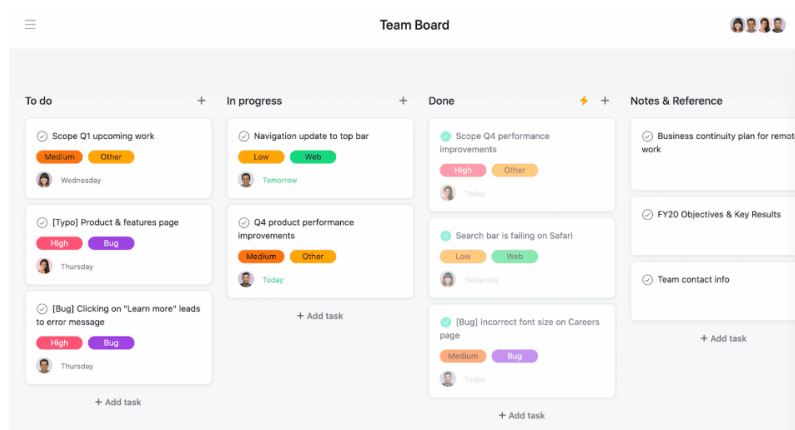 Team Board
To do
Scope Q1 upcoming work
Medium Other
Wednesday
[Typo] Product & features page
High Bug
Thursday
[Bug] Clicking on "Learn more" leads
to error message
High Bug
Thursday
+ Add task
In progress
Navigation update to top bar
Low Web
Tomorrow
Q4 product performance
improvements
Medium Other
Today
+ Add task
Done
Scope Q4 performance
improvements
High Other
Today
Search bar is failing on Safari
Low Web
Yesterday
[Bug] Incorrect font size on Careers
page
Medium Bug
Today
+ Add task
Notes & Reference
Business continuity plan for remot
work
FY20 Objectives & Key Results
Team contact info
+ Add task